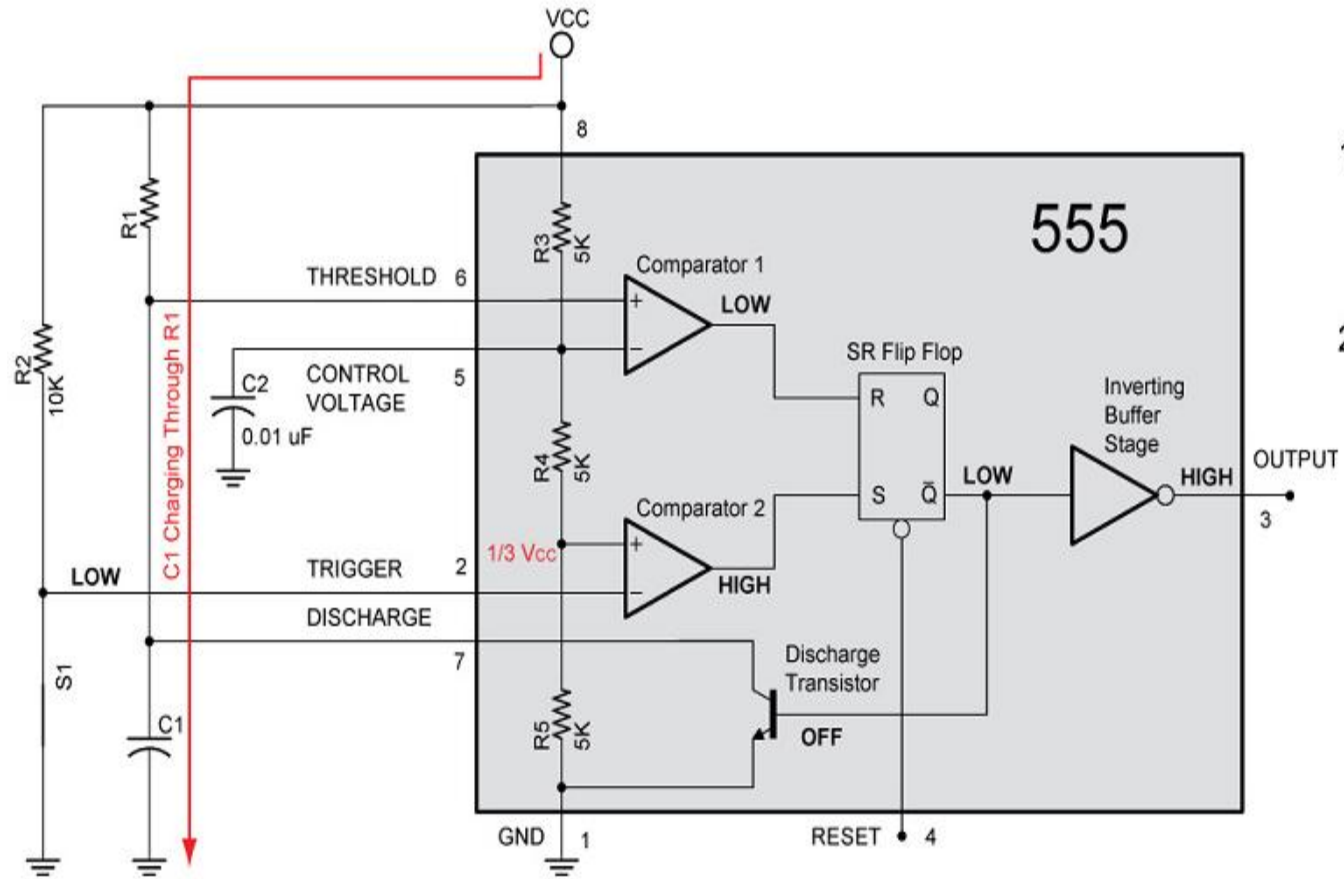 VCC
8
555
R1
R3
5K
Comparator 1
THRESHOLD 6
+
LOW
C1 Charging Through R1
R2
10K
−
SR Flip Flop
CONTROL
VOLTAGE
5
C2
0.01 uF
R Q
Inverting
Buffer
Stage
R4
5K
OUTPUT
LOW
HIGH
S Q̄
3
Comparator 2
1/3 Vcc
+
TRIGGER 2
LOW
HIGH
−
DISCHARGE
7
Discharge
Transistor
S1
C1
R5
5K
OFF
GND 1
RESET 4